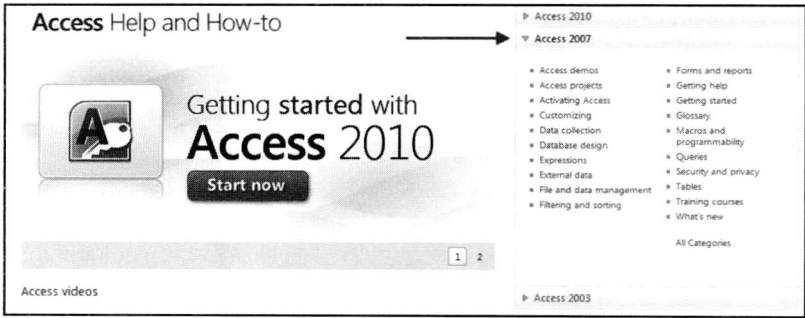 Access Help and How-to
Getting started with
Access 2010
Start now
1 2
Access videos
Access 2010
Access 2007
Access demos
Access projects
Activating Access
Customizing
Data collection
Database design
Expressions
External data
File and data management
Filtering and sorting
Forms and reports
Getting help
Getting started
Glossary
Macros and
programmability
Queries
Security and privacy
Tables
Training courses
What's new
All Categories
Access 2003